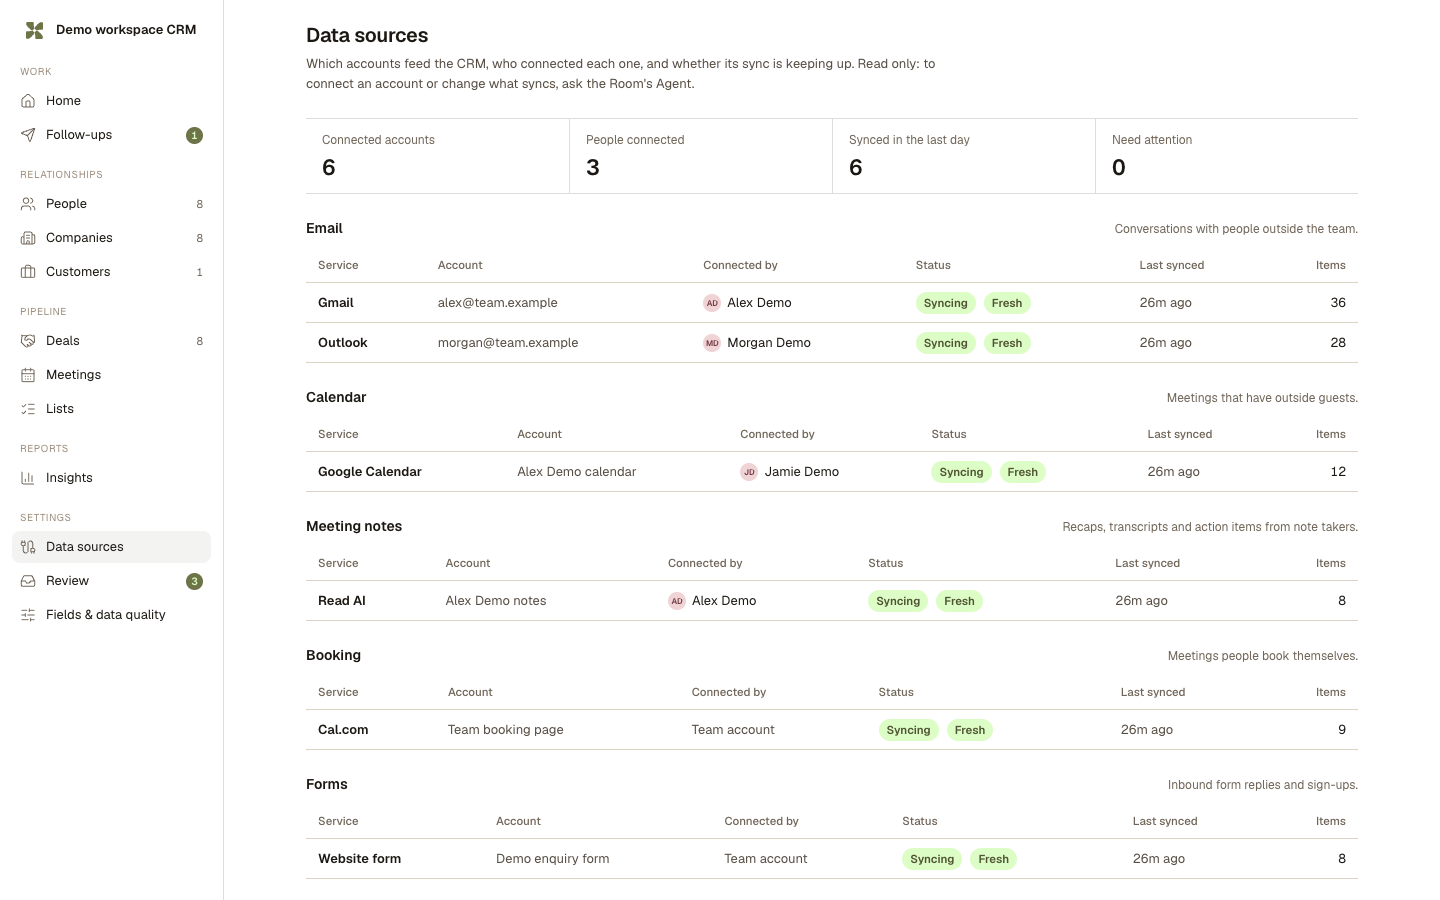 Demo workspace CRM
WORK
Home
Follow-ups 1
RELATIONSHIPS
People 8
Companies 8
Customers 1
PIPELINE
Deals 8
Meetings
Lists
REPORTS
Insights
SETTINGS
Data sources
Review 3
Fields & data quality
Data sources
Which accounts feed the CRM, who connected each one, and whether its sync is keeping up. Read only: to
connect an account or change what syncs, ask the Room's Agent.
Connected accounts People connected Synced in the last day Need attention
6 3 6 0
Email Conversations with people outside the team.
Service Account Connected by Status Last synced Items
Gmail alex@team.example AD Alex Demo Syncing Fresh 26m ago 36
Outlook morgan@team.example MD Morgan Demo Syncing Fresh 26m ago 28
Calendar Meetings that have outside guests.
Service Account Connected by Status Last synced Items
Google Calendar Alex Demo calendar JD Jamie Demo Syncing Fresh 26m ago 12
Meeting notes Recaps, transcripts and action items from note takers.
Service Account Connected by Status Last synced Items
Read AI Alex Demo notes AD Alex Demo Syncing Fresh 26m ago 8
Booking Meetings people book themselves.
Service Account Connected by Status Last synced Items
Cal.com Team booking page Team account Syncing Fresh 26m ago 9
Forms Inbound form replies and sign-ups.
Service Account Connected by Status Last synced Items
Website form Demo enquiry form Team account Syncing Fresh 26m ago 8